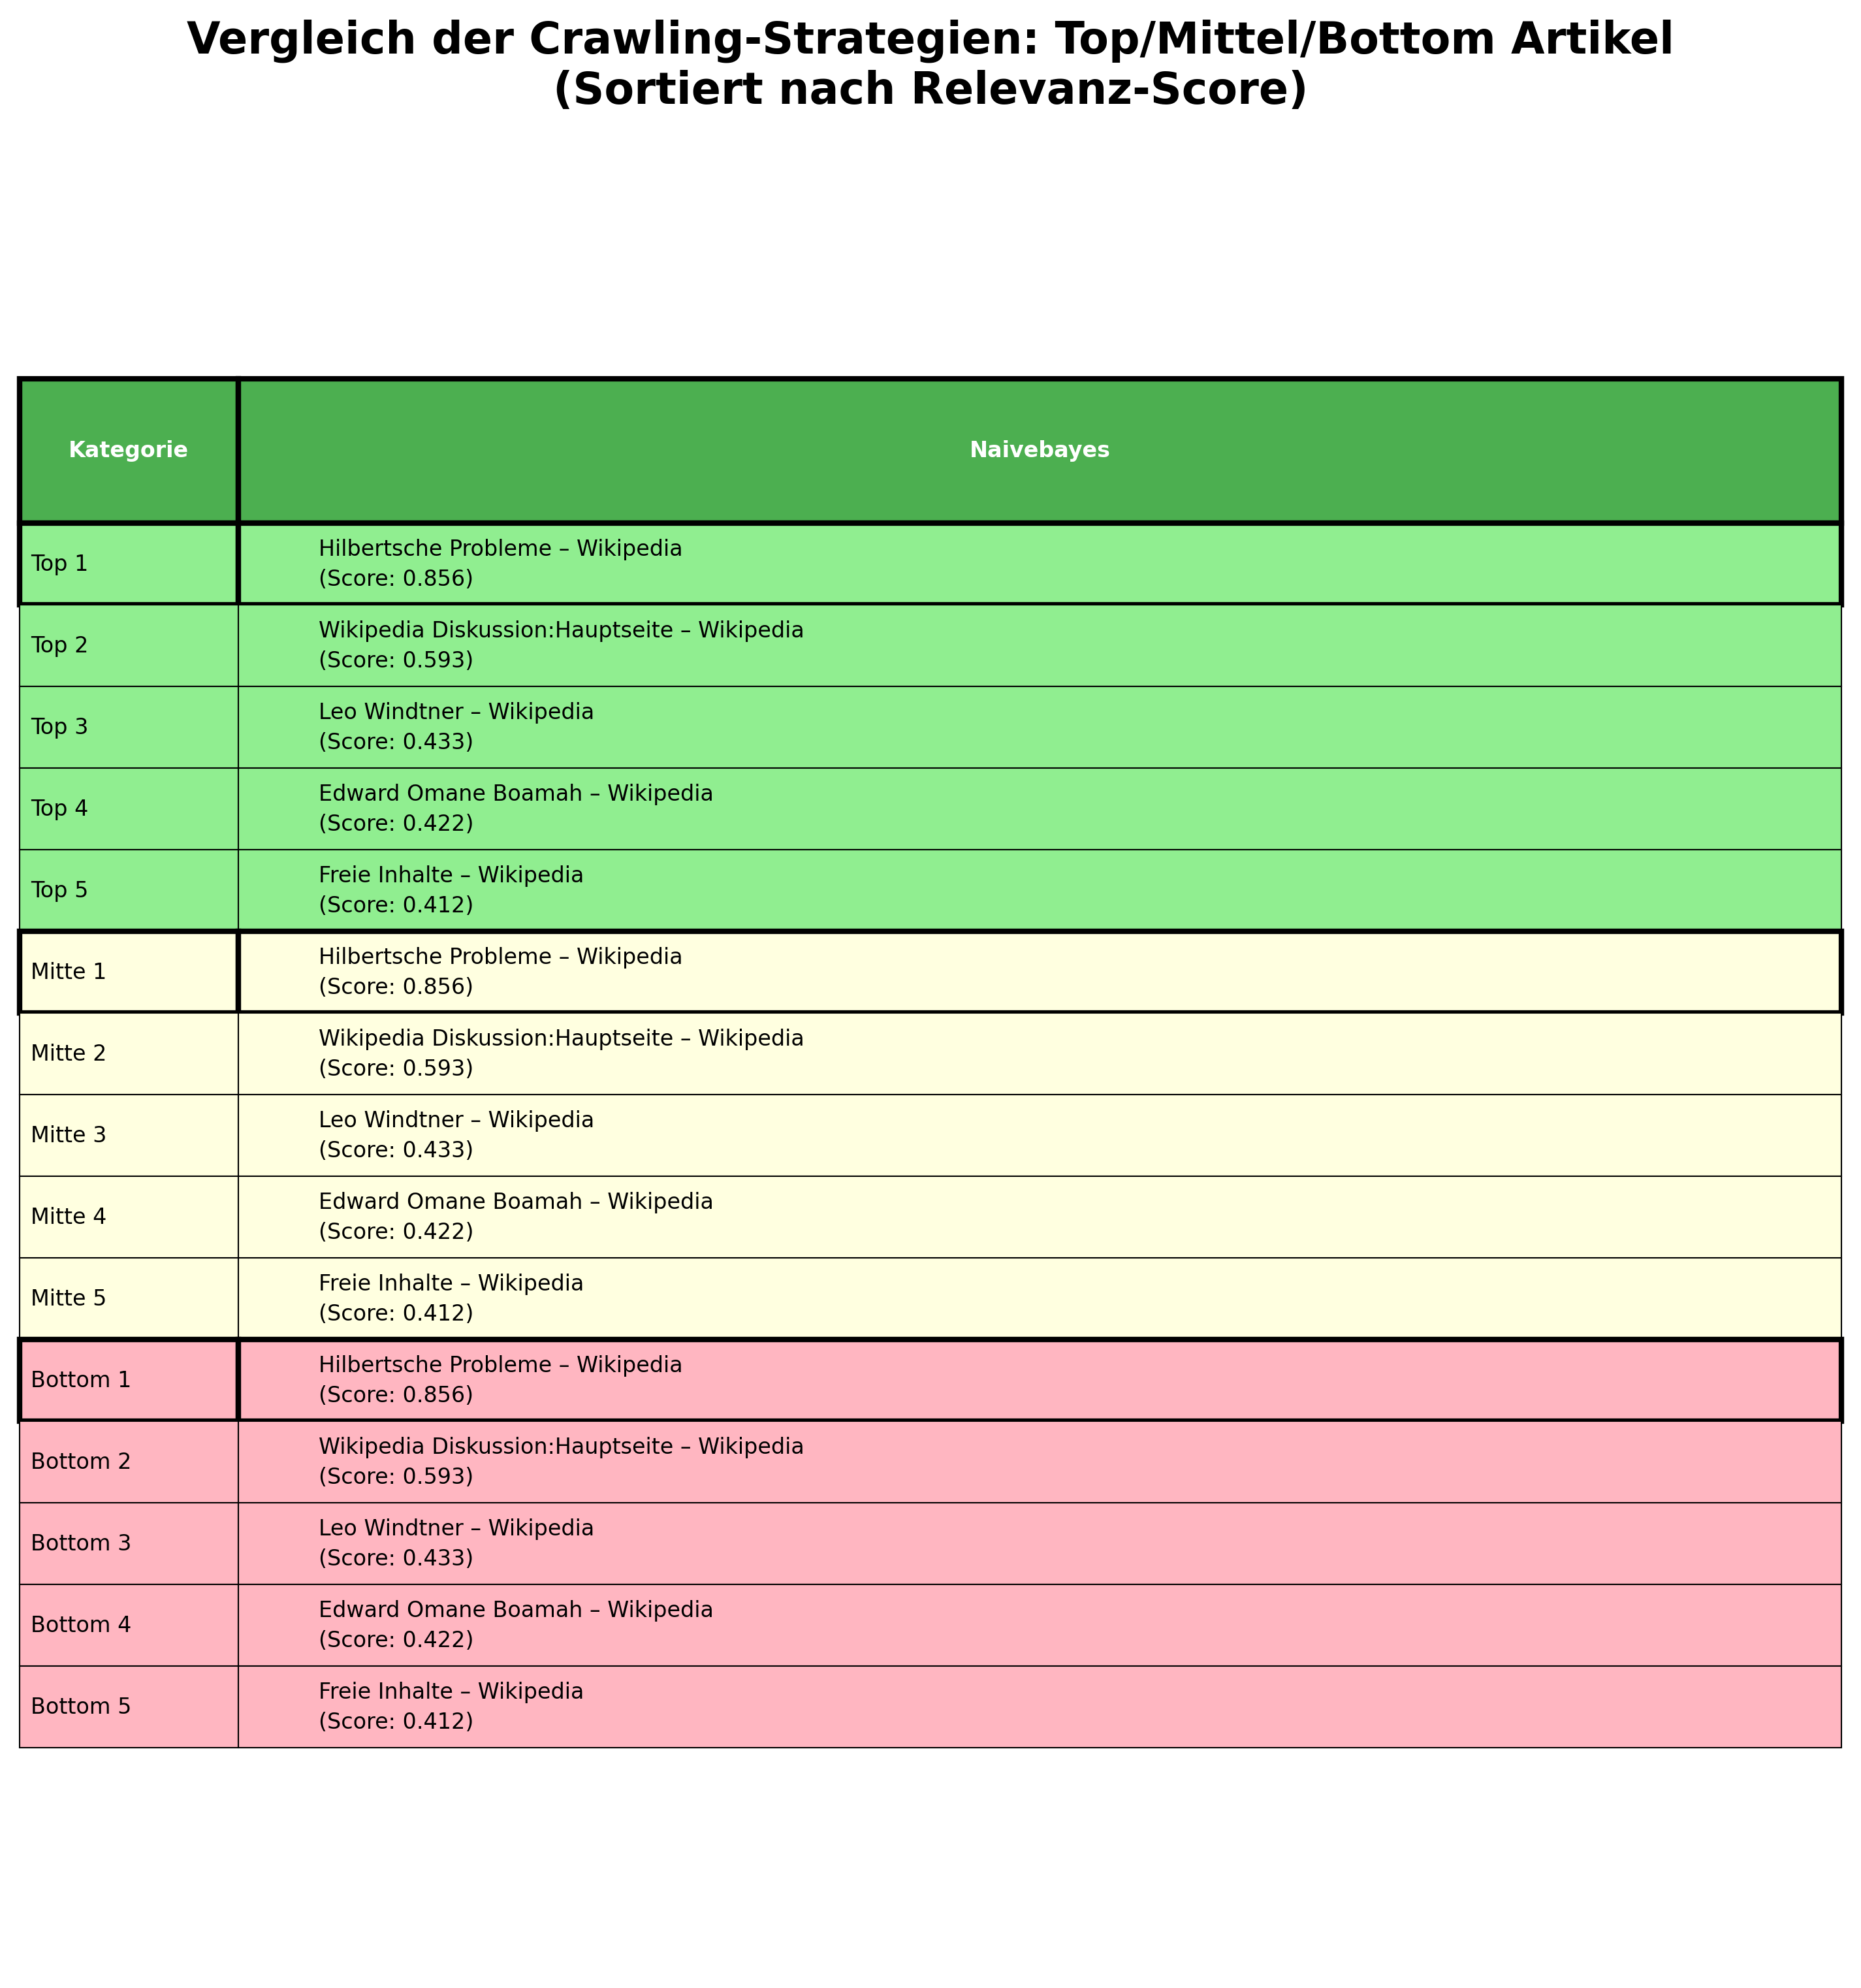 Vergleich der Crawling-Strategien: Top/Mittel/Bottom Artikel
(Sortiert nach Relevanz-Score)
Kategorie
Naivebayes
Top 1
Hilbertsche Probleme – Wikipedia
(Score: 0.856)
Top 2
Wikipedia Diskussion:Hauptseite – Wikipedia
(Score: 0.593)
Top 3
Leo Windtner – Wikipedia
(Score: 0.433)
Top 4
Edward Omane Boamah – Wikipedia
(Score: 0.422)
Top 5
Freie Inhalte – Wikipedia
(Score: 0.412)
Mitte 1
Hilbertsche Probleme – Wikipedia
(Score: 0.856)
Mitte 2
Wikipedia Diskussion:Hauptseite – Wikipedia
(Score: 0.593)
Mitte 3
Leo Windtner – Wikipedia
(Score: 0.433)
Mitte 4
Edward Omane Boamah – Wikipedia
(Score: 0.422)
Mitte 5
Freie Inhalte – Wikipedia
(Score: 0.412)
Bottom 1
Hilbertsche Probleme – Wikipedia
(Score: 0.856)
Bottom 2
Wikipedia Diskussion:Hauptseite – Wikipedia
(Score: 0.593)
Bottom 3
Leo Windtner – Wikipedia
(Score: 0.433)
Bottom 4
Edward Omane Boamah – Wikipedia
(Score: 0.422)
Bottom 5
Freie Inhalte – Wikipedia
(Score: 0.412)